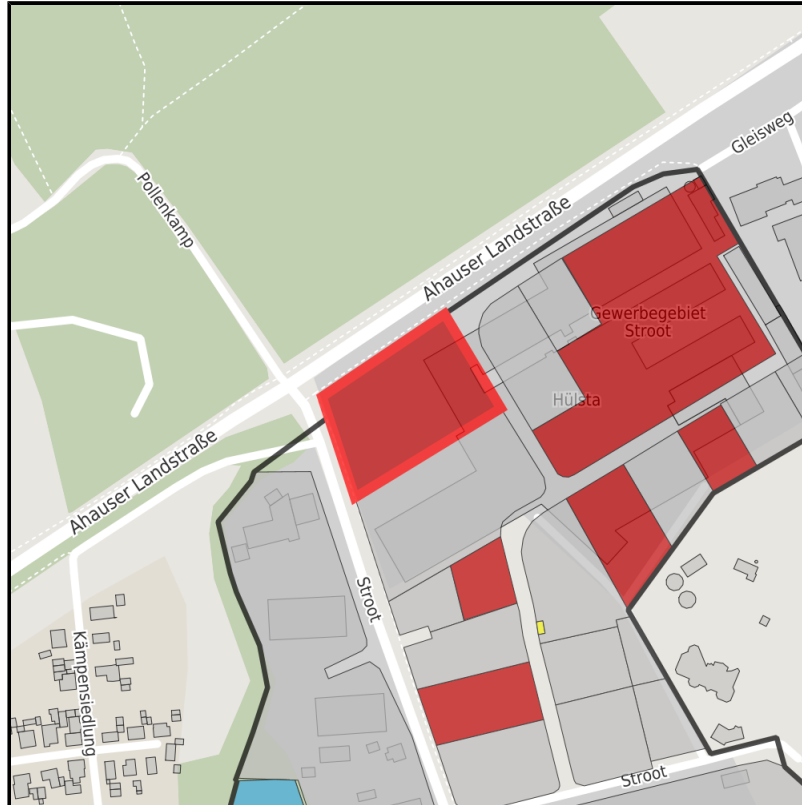 Gleisweg
Pollenkamp
Ahauser Landstraße
Gewerbegebiet
Stroot
Hülsta
Ahauser Landstraße
Stroot
Kämpensiedlung
Stroot